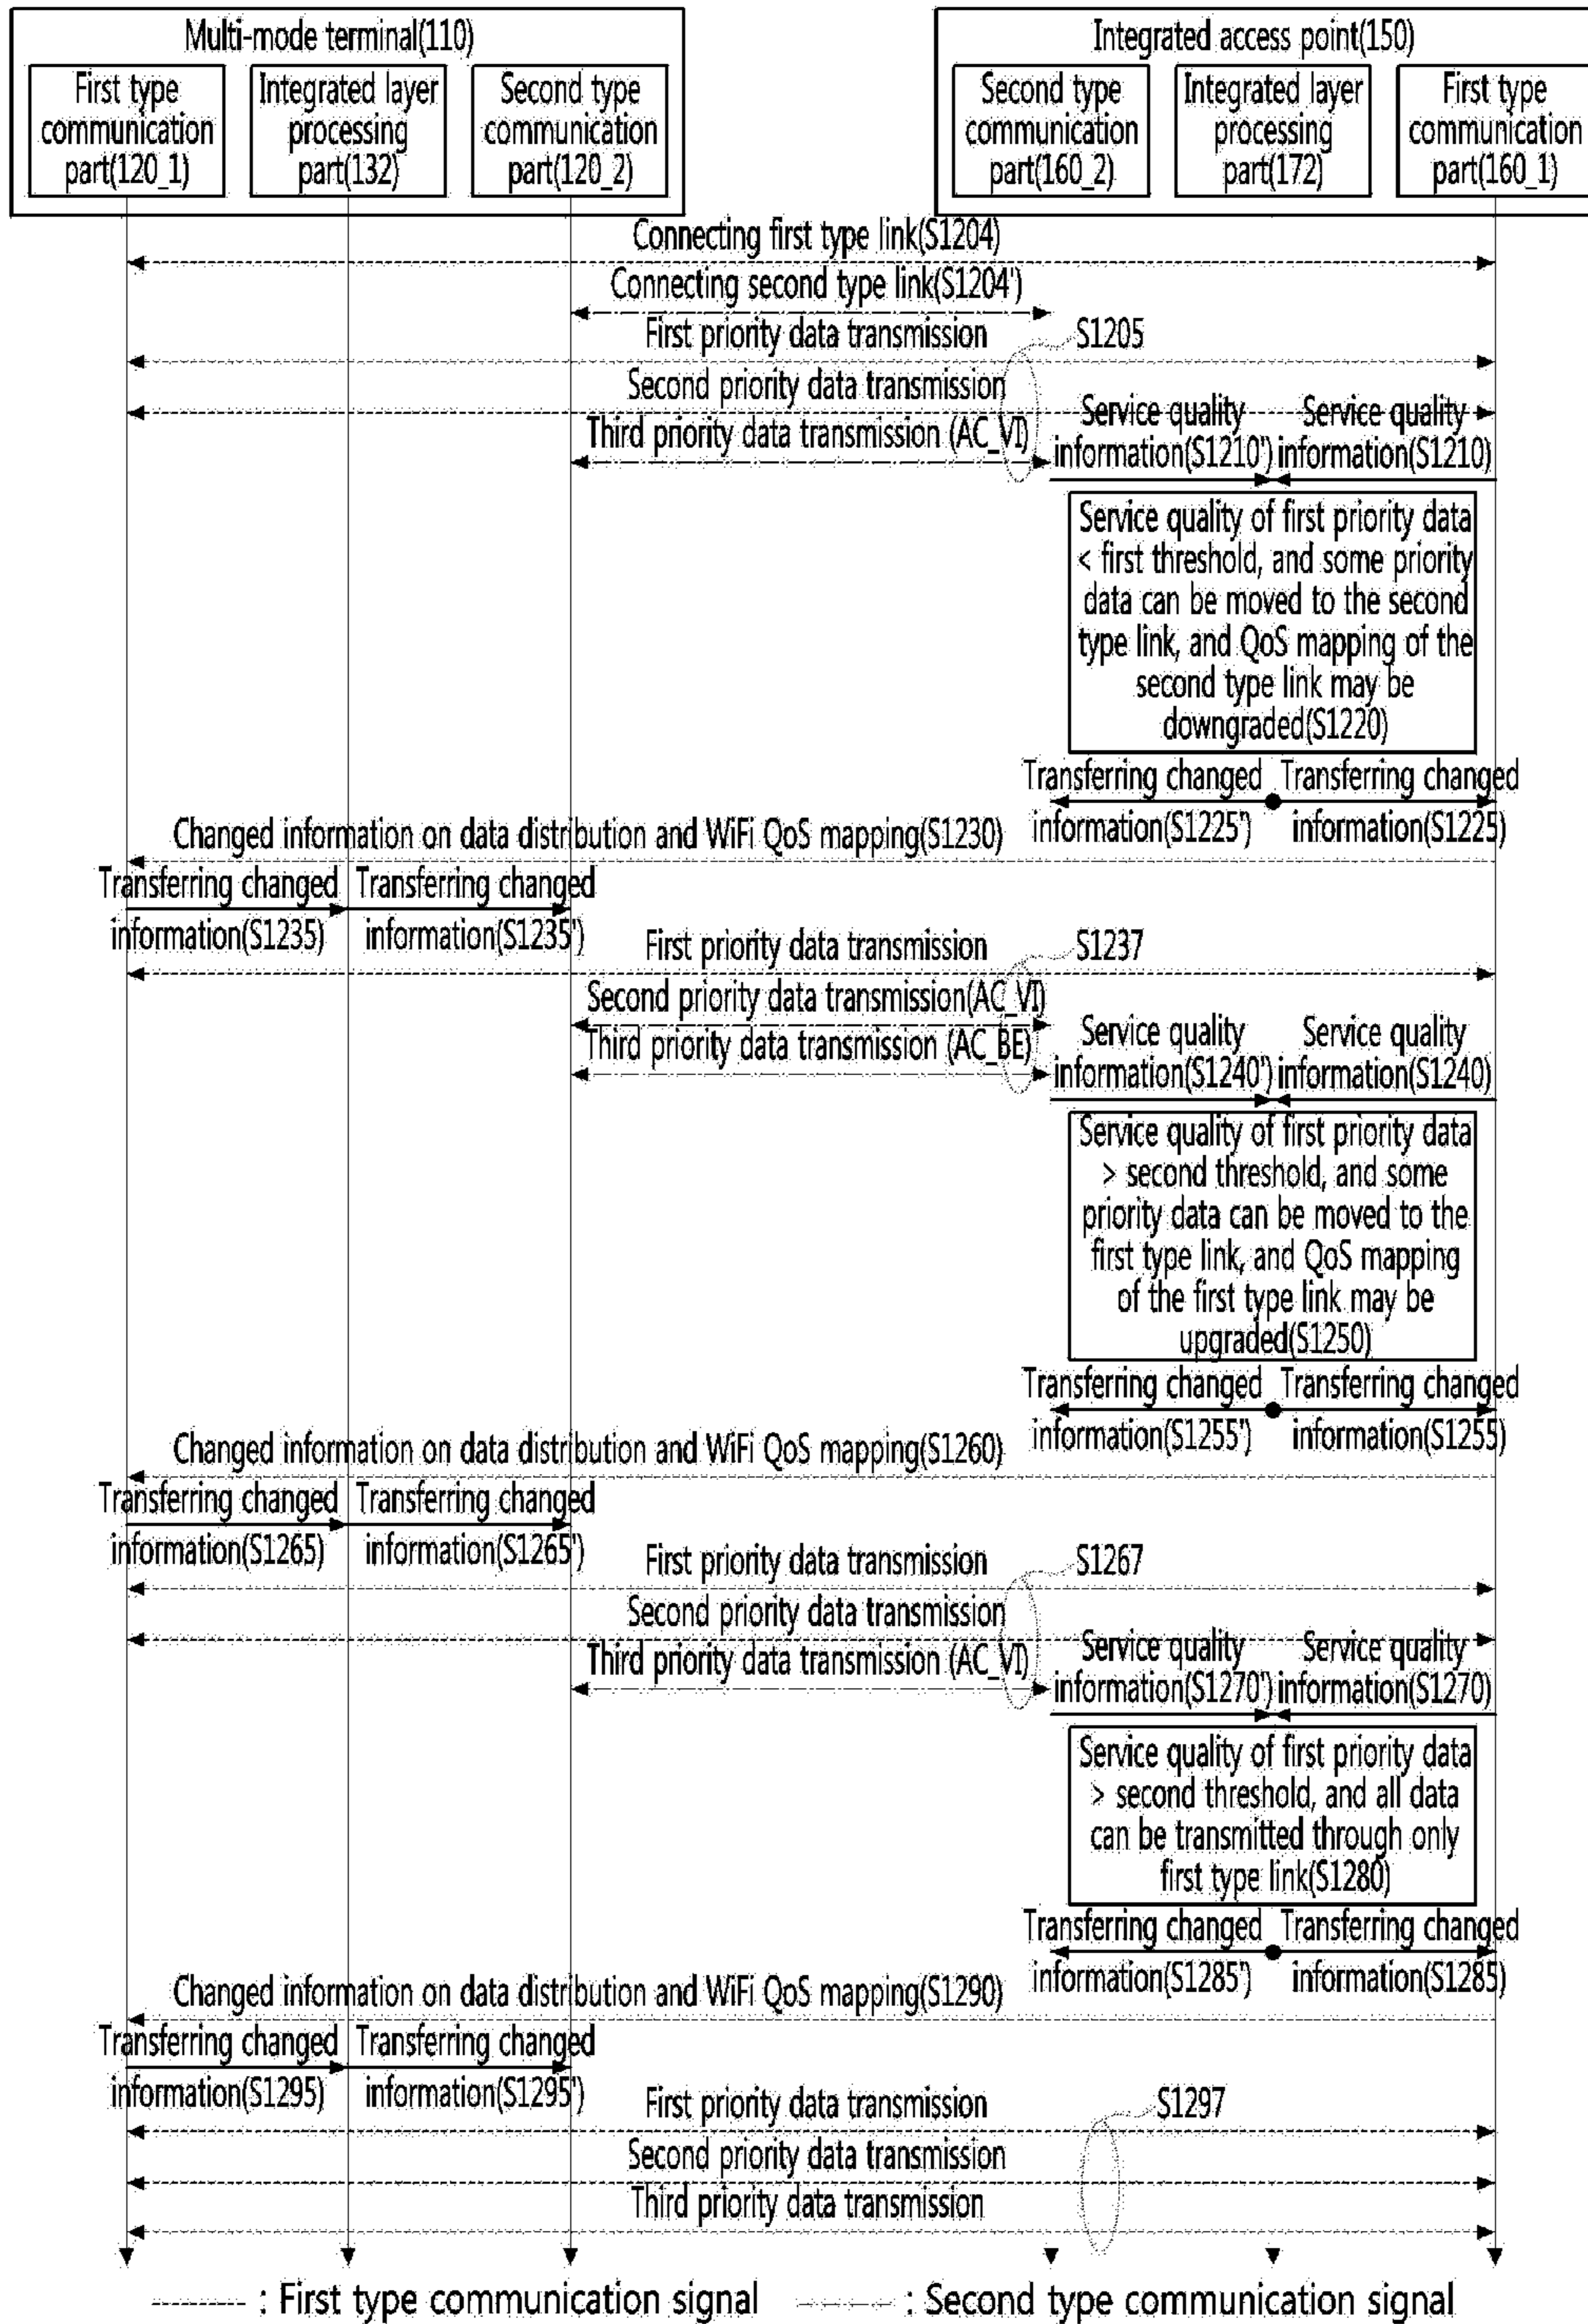 Multi-mode terminal(110)
First type
communication
part(120_1)
Integrated layer
processing
part(132)
Second type
communication
part(120_2)
Integrated access point(150)
Second type
communication
part(160_2)
Integrated layer
processing
part(172)
First type
communication
part(160_1)
Connecting first type link(S1204)
Connecting second type link(S1204')
First priority data transmission
S1205
Second priority data transmission
Third priority data transmission (AC_VI)
Service quality
information(S1210')
Service quality
information(S1210)
Service quality of first priority data
< first threshold, and some priority
data can be moved to the second
type link, and QoS mapping of the
second type link may be
downgraded(S1220)
Transferring changed
information(S1225')
Transferring changed
information(S1225)
Changed information on data distribution and WiFi QoS mapping(S1230)
Transferring changed
information(S1235)
Transferring changed
information(S1235')
First priority data transmission
S1237
Second priority data transmission(AC_VI)
Third priority data transmission (AC_BE)
Service quality
information(S1240')
Service quality
information(S1240)
Service quality of first priority data
> second threshold, and some
priority data can be moved to the
first type link, and QoS mapping
of the first type link may be
upgraded(S1250)
Transferring changed
information(S1255')
Transferring changed
information(S1255)
Changed information on data distribution and WiFi QoS mapping(S1260)
Transferring changed
information(S1265)
Transferring changed
information(S1265')
First priority data transmission
S1267
Second priority data transmission
Third priority data transmission (AC_VI)
Service quality
information(S1270')
Service quality
information(S1270)
Service quality of first priority data
> second threshold, and all data
can be transmitted through only
first type link(S1280)
Transferring changed
information(S1285')
Transferring changed
information(S1285)
Changed information on data distribution and WiFi QoS mapping(S1290)
Transferring changed
information(S1295)
Transferring changed
information(S1295')
First priority data transmission
S1297
Second priority data transmission
Third priority data transmission
: First type communication signal
: Second type communication signal